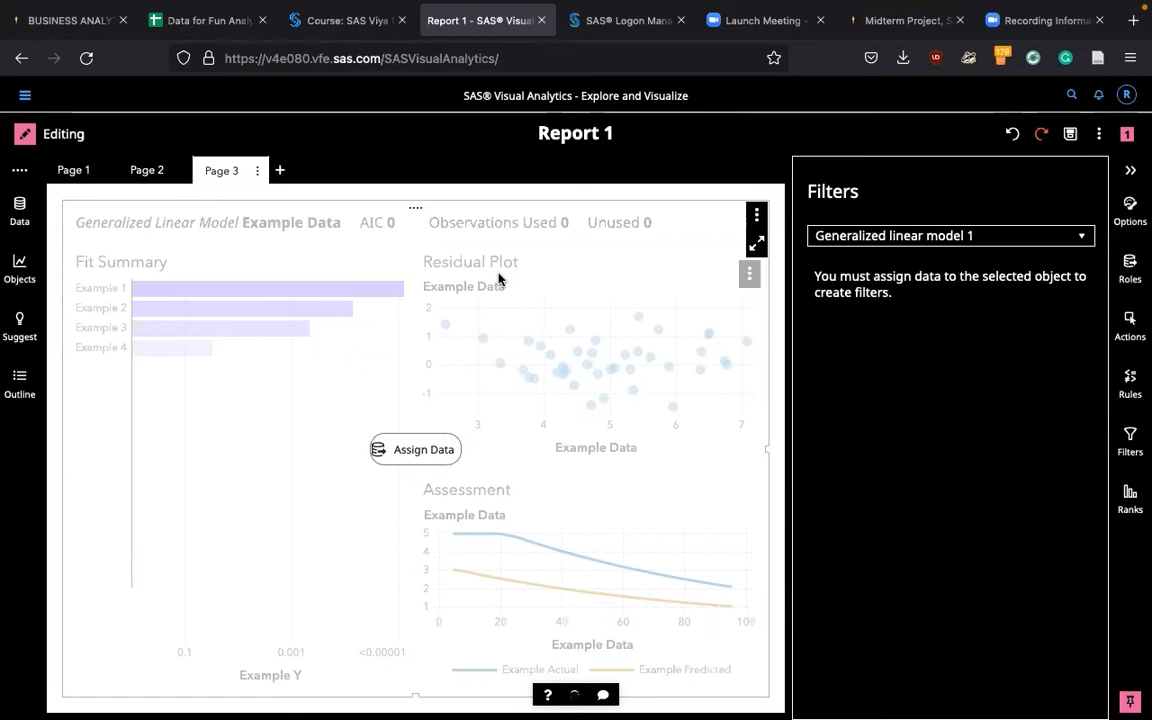 BUSINESS ANALY
Data for Fun Anal
Course: SAS Viya
Report 1 - SAS® Visual
SAS® Logon Mana
Launch Meeting -
Midterm Project, S
Recording Informa
https://v4e080.vfe.sas.com/SASVisualAnalytics/
178
SAS® Visual Analytics - Explore and Visualize
R
Editing
Report 1
1
Page 1
Page 2
Page 3
Data
Objects
Suggest
Outline
Generalized Linear Model Example Data AIC 0 Observations Used 0 Unused 0
Fit Summary
Example 1
Example 2
Example 3
Example 4
0.1
0.001
<0.00001
Example Y
Residual Plot
Example Data
2
1
0
-1
3
4
5
6
7
Example Data
Assign Data
Assessment
Example Data
5
4
3
2
1
0
20
40
60
80
100
Example Data
Example Actual
Example Predicted
?
Filters
Generalized linear model 1
You must assign data to the selected object to
create filters.
Options
Roles
Actions
Rules
Filters
Ranks